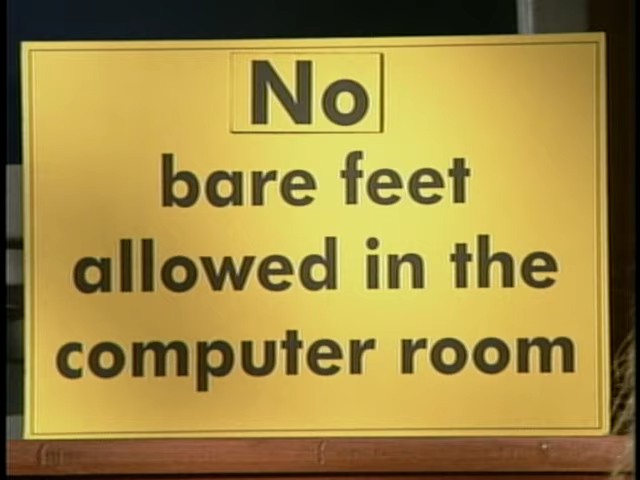 No
bare feet
allowed in the
computer room